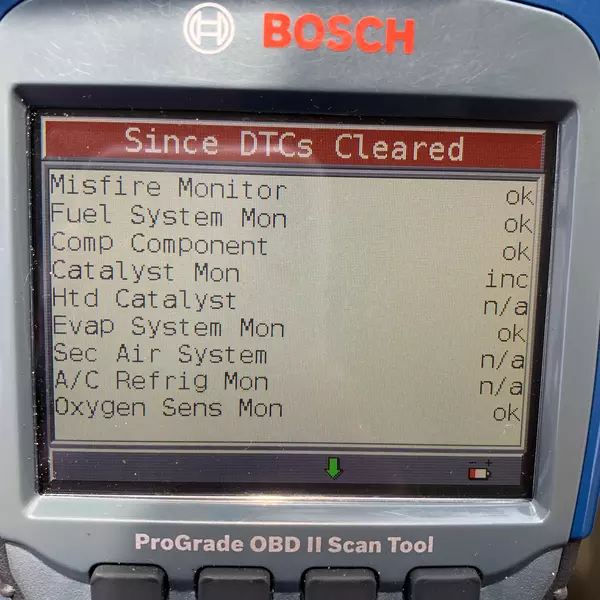 BOSCH
Since DTCs Cleared
Misfire Monitor ok
Fuel System Mon ok
Comp Component ok
Catalyst Mon inc
Htd Catalyst n/a
Evap System Mon ok
Sec Air System n/a
A/C Refrig Mon n/a
Oxygen Sens Mon ok
ProGrade OBD II Scan Tool